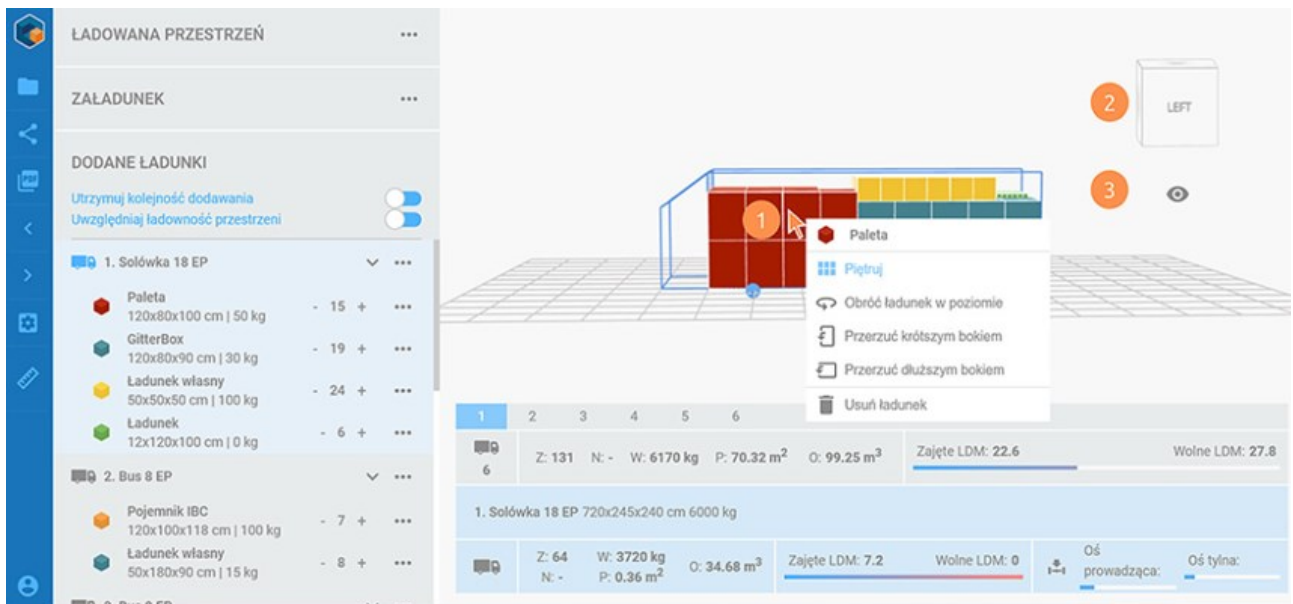 ŁADOWANA PRZESTRZEŃ
ZAŁADUNEK
DODANE ŁADUNKI
Utrzymuj kolejność dodawania
Uwzględniaj ładowność przestrzeni
1. Solówka 18 EP
Paleta
120x80x100 cm | 50 kg
- 15 +
GitterBox
120x80x90 cm | 30 kg
- 19 +
Ładunek własny
50x50x50 cm | 100 kg
- 24 +
Ładunek
12x120x100 cm | 0 kg
- 6 +
2. Bus 8 EP
Pojemnik IBC
120x100x118 cm | 100 kg
- 7 +
Ładunek własny
50x180x90 cm | 15 kg
- 8 +
PDF
2
LEFT
3
1
Paleta
Piętruj
Obróć ładunek w poziomie
Przerzuć krótszym bokiem
Przerzuć dłuższym bokiem
Usuń ładunek
1 2 3 4 5 6
6
Z: 131 N: - W: 6170 kg P: 70.32 m² O: 99.25 m³
Zajęte LDM: 22.6 Wolne LDM: 27.8
1. Solówka 18 EP 720x245x240 cm 6000 kg
Z: 64 W: 3720 kg
N: - P: 0.36 m²
O: 34.68 m³
Zajęte LDM: 7.2 Wolne LDM: 0
Oś
prowadząca:
Oś tylna: